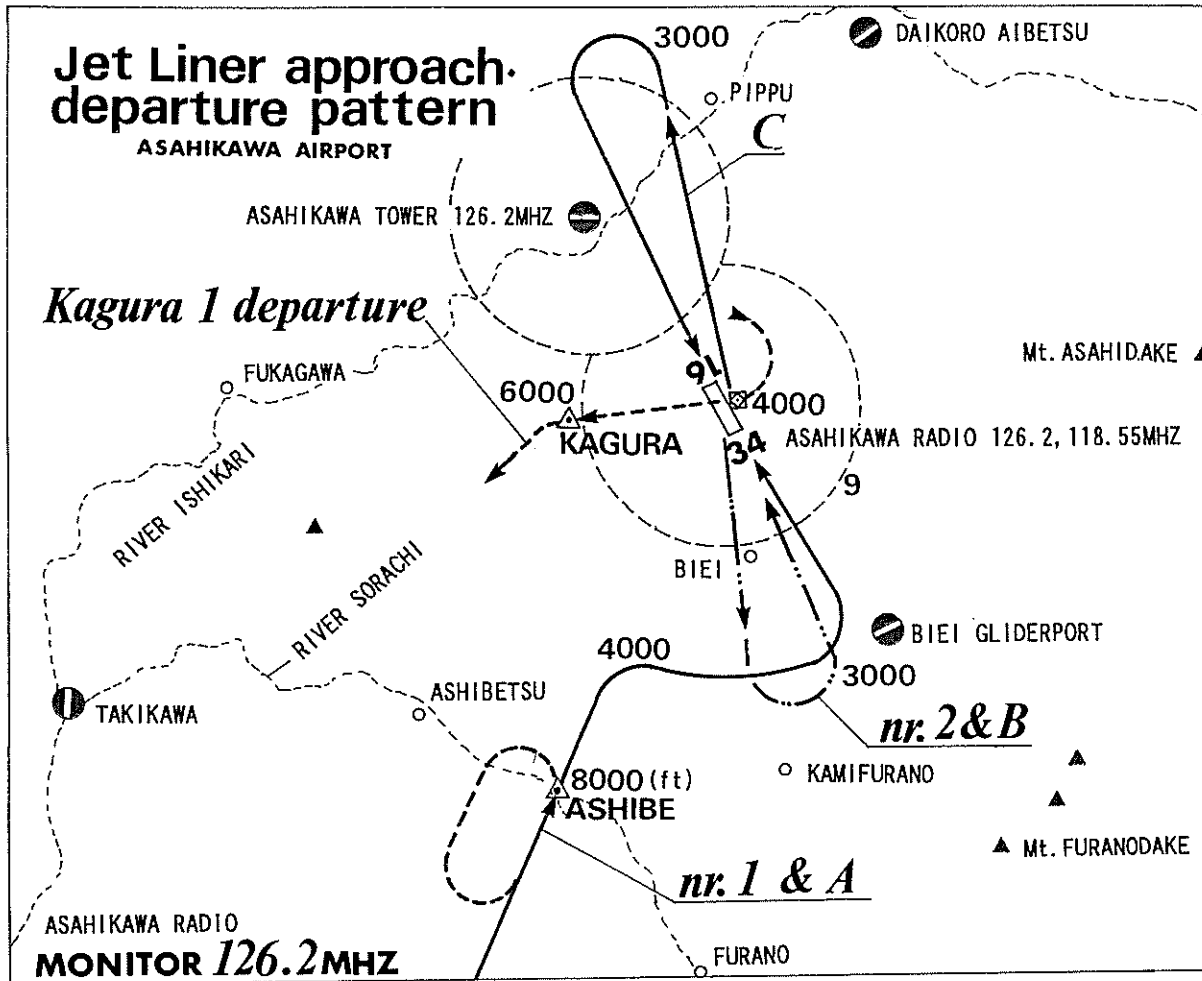 Jet Liner approach·
departure pattern
ASAHIKAWA AIRPORT
3000
DAIKORO AIBETSU
PIPPU
C
ASAHIKAWA TOWER 126.2MHZ
Kagura 1 departure
Mt. ASAHIDAKE
FUKAGAWA
6000
16
4000
KAGURA
34
ASAHIKAWA RADIO 126.2, 118.55MHZ
9
RIVER ISHIKARI
BIEI
RIVER SORACHI
BIEI GLIDERPORT
4000
3000
ASHIBETSU
TAKIKAWA
nr. 2 & B
KAMIFURANO
8000 (ft)
ASHIBE
Mt. FURANODAKE
nr. 1 & A
ASAHIKAWA RADIO
MONITOR 126.2MHZ
FURANO